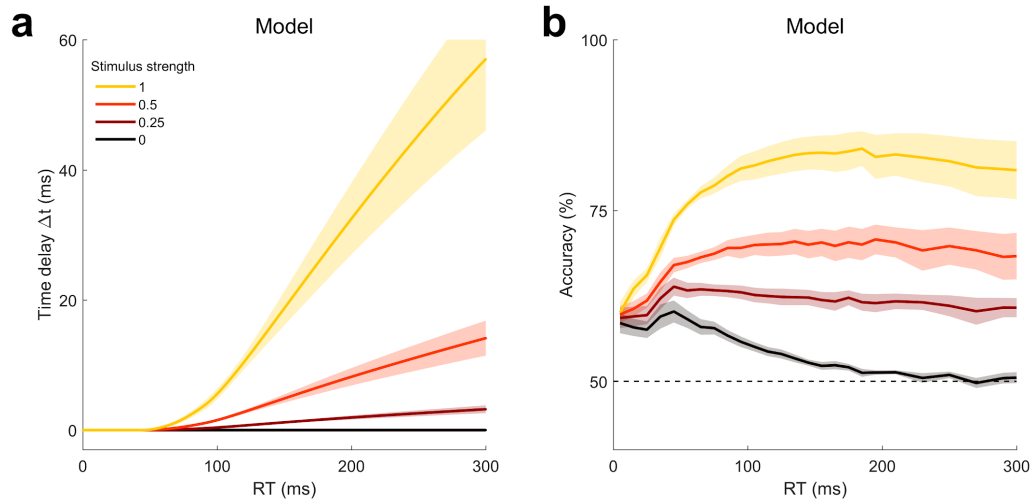 a
Model
Time delay Δt (ms)
60
40
20
0
Stimulus strength
1
0.5
0.25
0
0
100
200
300
RT (ms)
b
Model
Accuracy (%)
100
75
50
0
100
200
300
RT (ms)